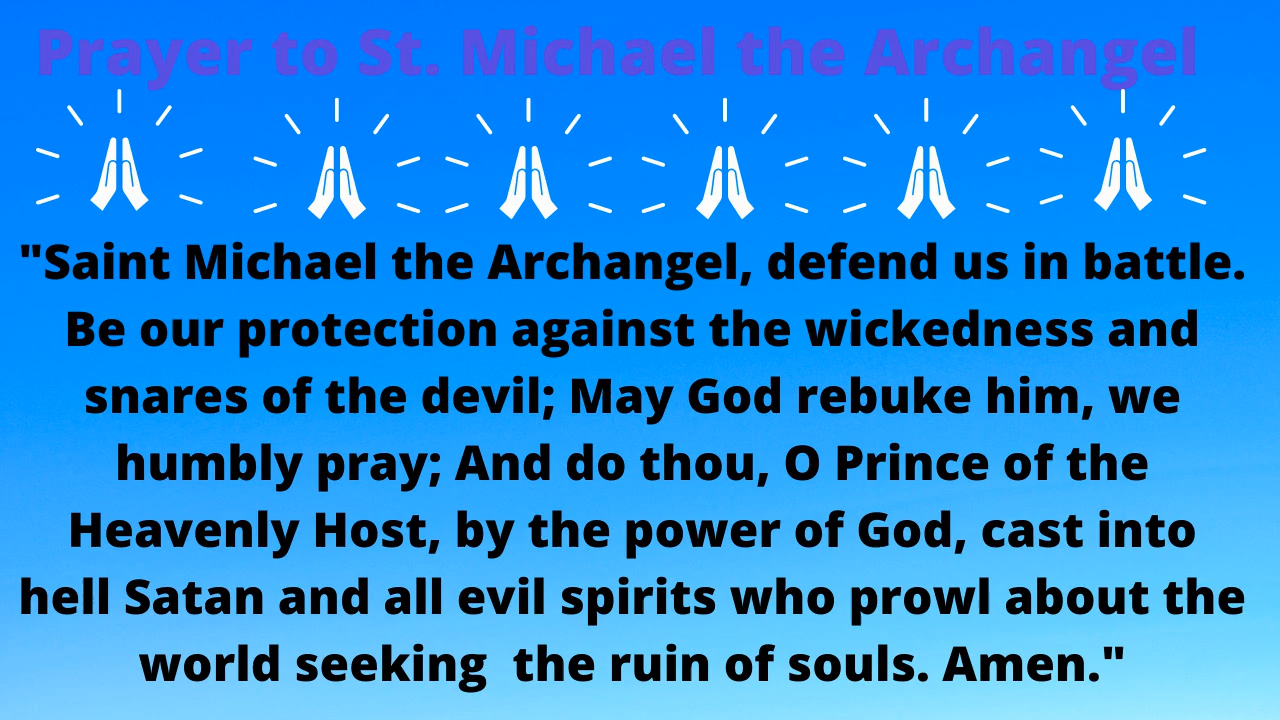 Prayer to St. Michael the Archangel
"Saint Michael the Archangel, defend us in battle.
Be our protection against the wickedness and
snares of the devil; May God rebuke him, we
humbly pray; And do thou, O Prince of the
Heavenly Host, by the power of God, cast into
hell Satan and all evil spirits who prowl about the
world seeking  the ruin of souls. Amen."